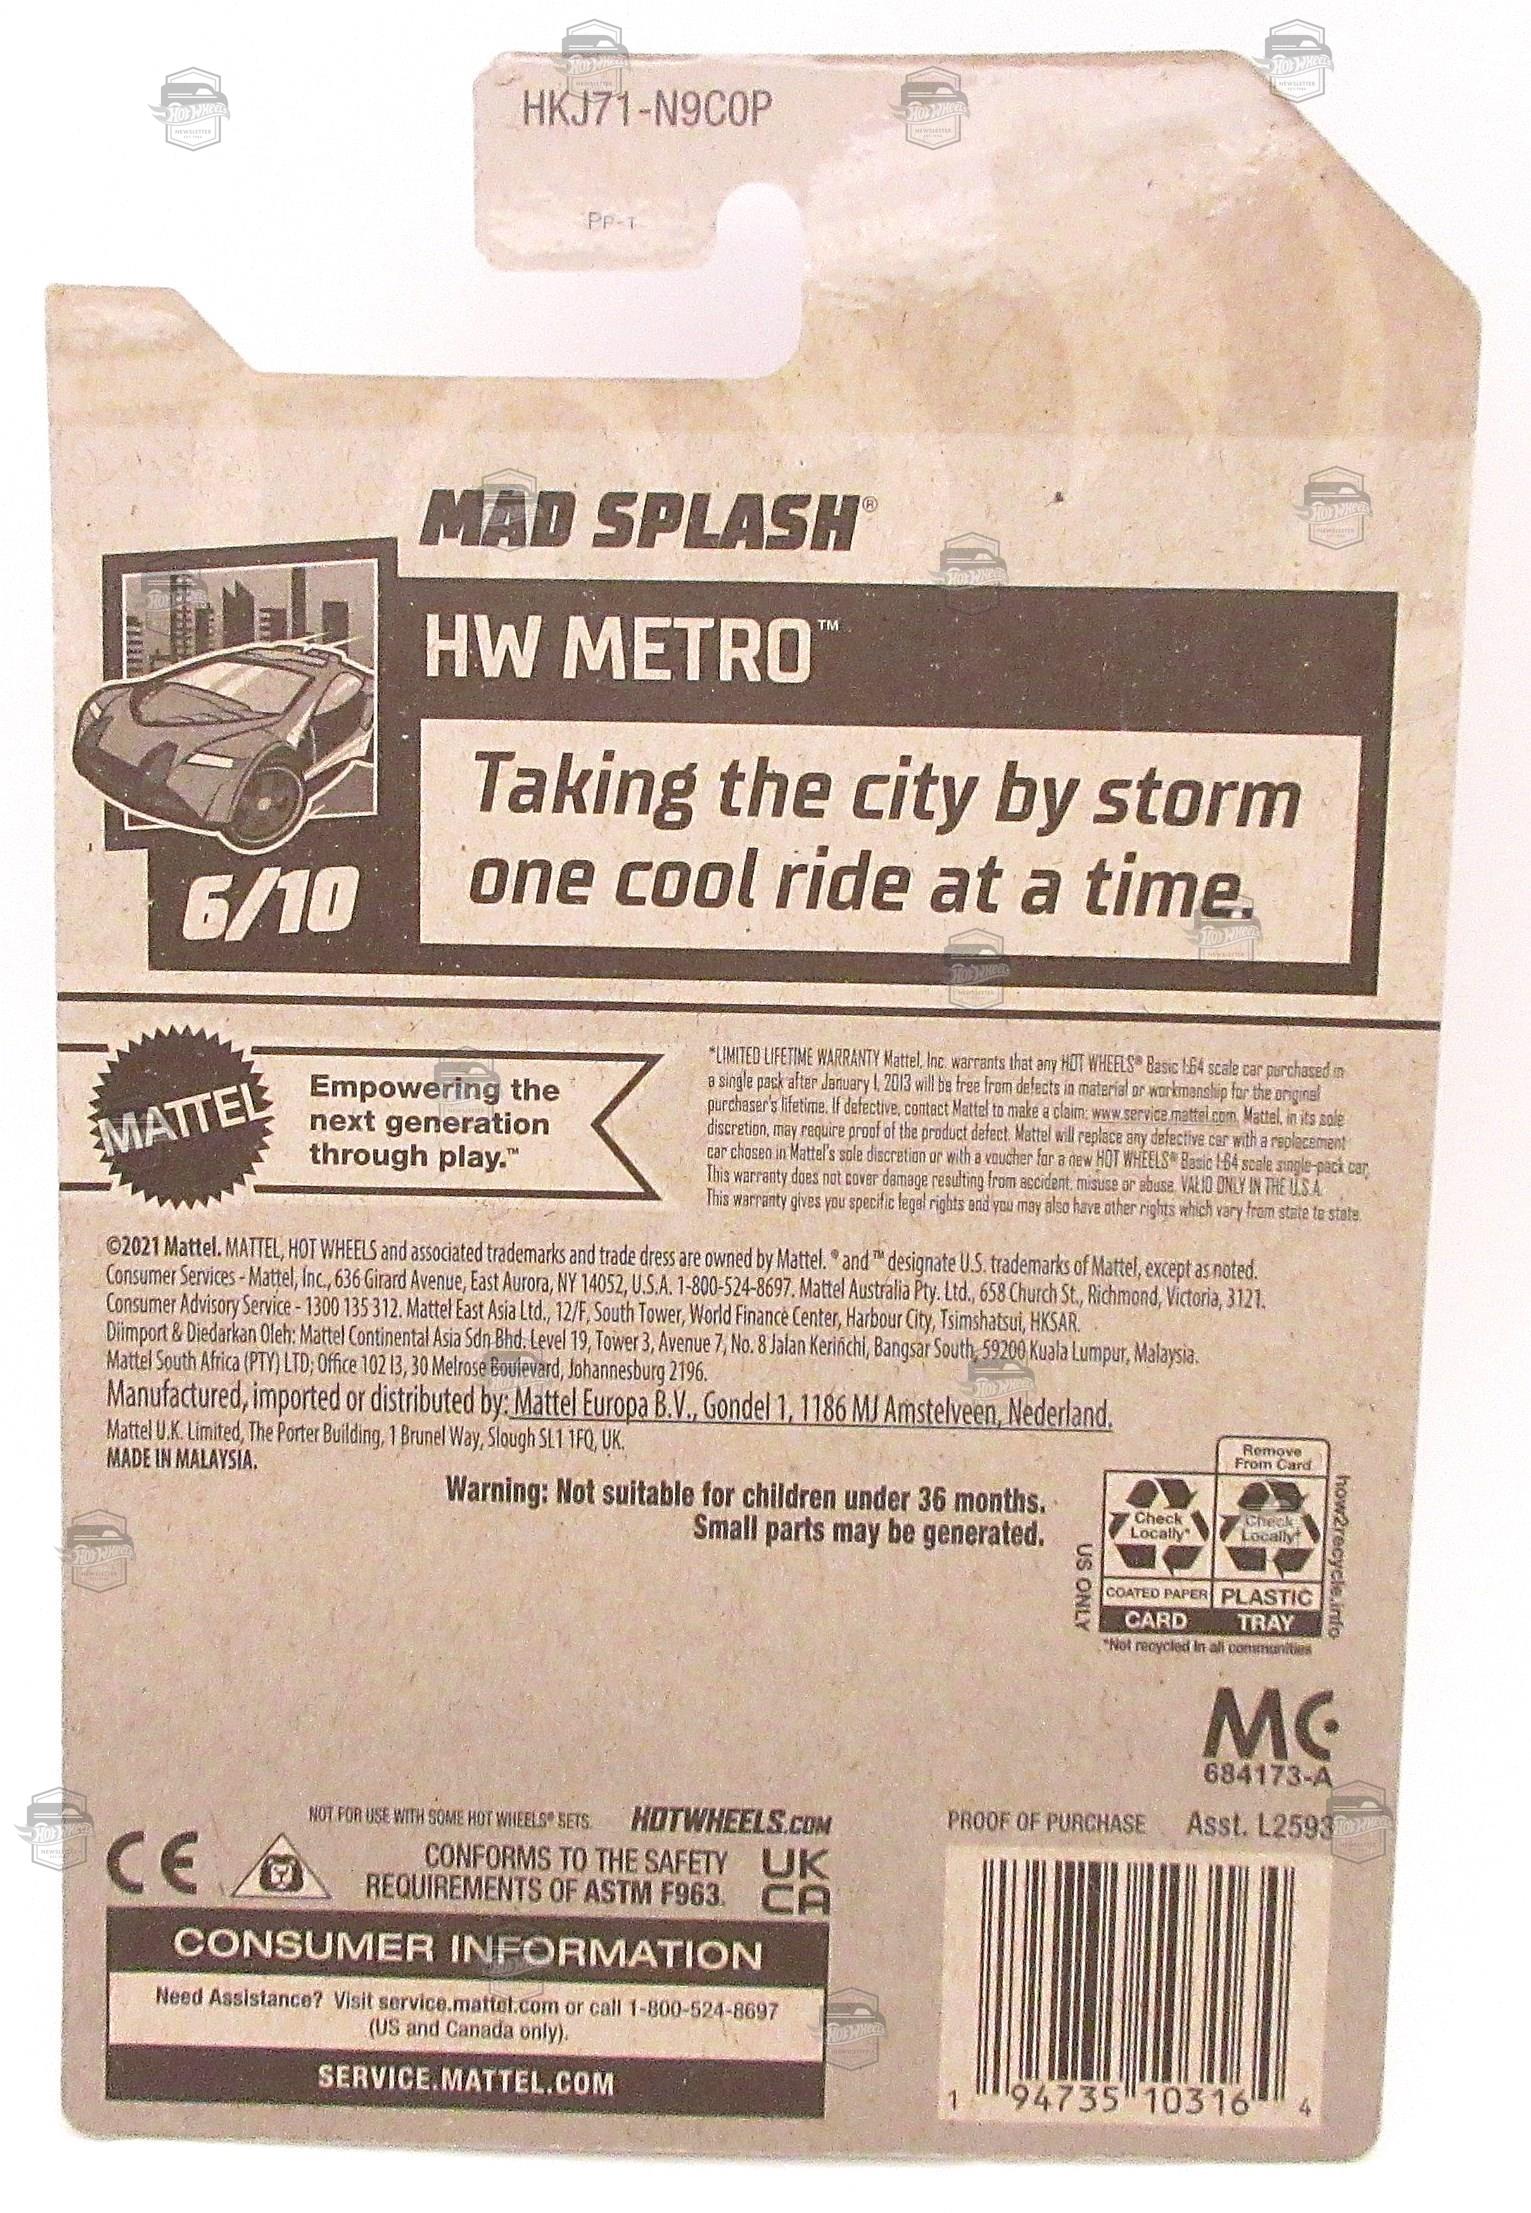 HKJ71-N9C0P
PP-1
MAD SPLASH®
HW METRO™
Taking the city by storm
one cool ride at a time.
6/10
MATTEL
Empowering the
next generation
through play.™
*LIMITED LIFETIME WARRANTY Mattel, Inc. warrants that any HOT WHEELS® Basic 1:64 scale car purchased in
a single pack after January 1, 2013 will be free from defects in material or workmanship for the original
purchaser's lifetime. If defective, contact Mattel to make a claim: www.service.mattel.com. Mattel, in its sole
discretion, may require proof of the product defect. Mattel will replace any defective car with a replacement
car chosen in Mattel's sole discretion or with a voucher for a new HOT WHEELS® Basic 1:64 scale single-pack car.
This warranty does not cover damage resulting from accident, misuse or abuse. VALID ONLY IN THE U.S.A.
This warranty gives you specific legal rights and you may also have other rights which vary from state to state.
©2021 Mattel. MATTEL, HOT WHEELS and associated trademarks and trade dress are owned by Mattel. ® and ™ designate U.S. trademarks of Mattel, except as noted.
Consumer Services - Mattel, Inc., 636 Girard Avenue, East Aurora, NY 14052, U.S.A. 1-800-524-8697. Mattel Australia Pty. Ltd., 658 Church St., Richmond, Victoria, 3121.
Consumer Advisory Service - 1300 135 312. Mattel East Asia Ltd., 12/F, South Tower, World Finance Center, Harbour City, Tsimshatsui, HKSAR.
Diimport & Diedarkan Oleh: Mattel Continental Asia Sdn Bhd. Level 19, Tower 3, Avenue 7, No. 8 Jalan Kerinchi, Bangsar South, 59200 Kuala Lumpur, Malaysia.
Mattel South Africa (PTY) LTD, Office 102 I3, 30 Melrose Boulevard, Johannesburg 2196.
Manufactured, imported or distributed by: Mattel Europa B.V., Gondel 1, 1186 MJ Amstelveen, Nederland.
Mattel U.K. Limited, The Porter Building, 1 Brunel Way, Slough SL1 1FQ, UK.
MADE IN MALAYSIA.
Warning: Not suitable for children under 36 months.
Small parts may be generated.
US ONLY
Remove
From Card
Check
Locally*
Check
Locally†
COATED PAPER
PLASTIC
CARD
TRAY
how2recycle.info
*Not recycled in all communities
MC
684173-A
NOT FOR USE WITH SOME HOT WHEELS® SETS.
HOTWHEELS.COM
PROOF OF PURCHASE
Asst. L2593
CE
CONFORMS TO THE SAFETY
REQUIREMENTS OF ASTM F963.
UK
CA
CONSUMER INFORMATION
Need Assistance? Visit service.mattel.com or call 1-800-524-8697
(US and Canada only).
SERVICE.MATTEL.COM
1 94735 10316 4